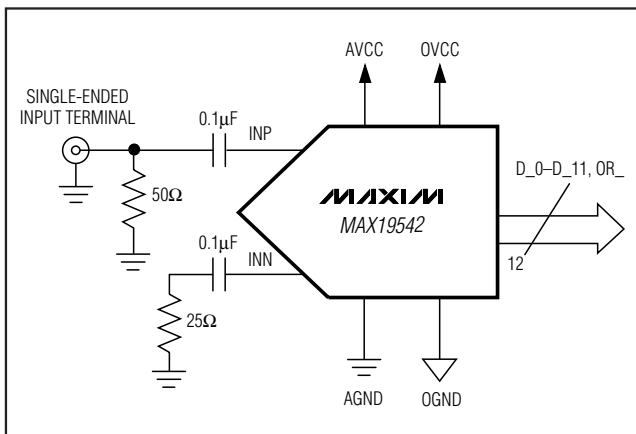 AVCC
OVCC
SINGLE-ENDED
INPUT TERMINAL
0.1µF
INP
D_0–D_11, OR_
50Ω
MAXIM
MAX19542
0.1µF
INN
12
25Ω
AGND
OGND